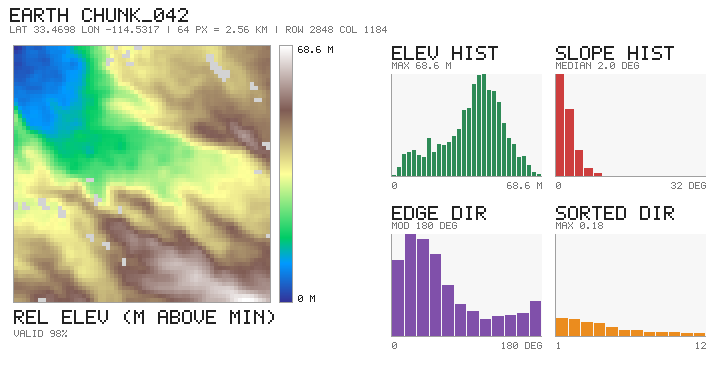 EARTH CHUNK_042
LAT 33.4698 LON -114.5317 | 64 PX = 2.56 KM | ROW 2848 COL 1184
68.6 M
0 M
REL ELEV (M ABOVE MIN)
VALID 98%
ELEV HIST
MAX 68.6 M
0 68.6 M
SLOPE HIST
MEDIAN 2.0 DEG
0 32 DEG
EDGE DIR
MOD 180 DEG
0 180 DEG
SORTED DIR
MAX 0.18
1 12